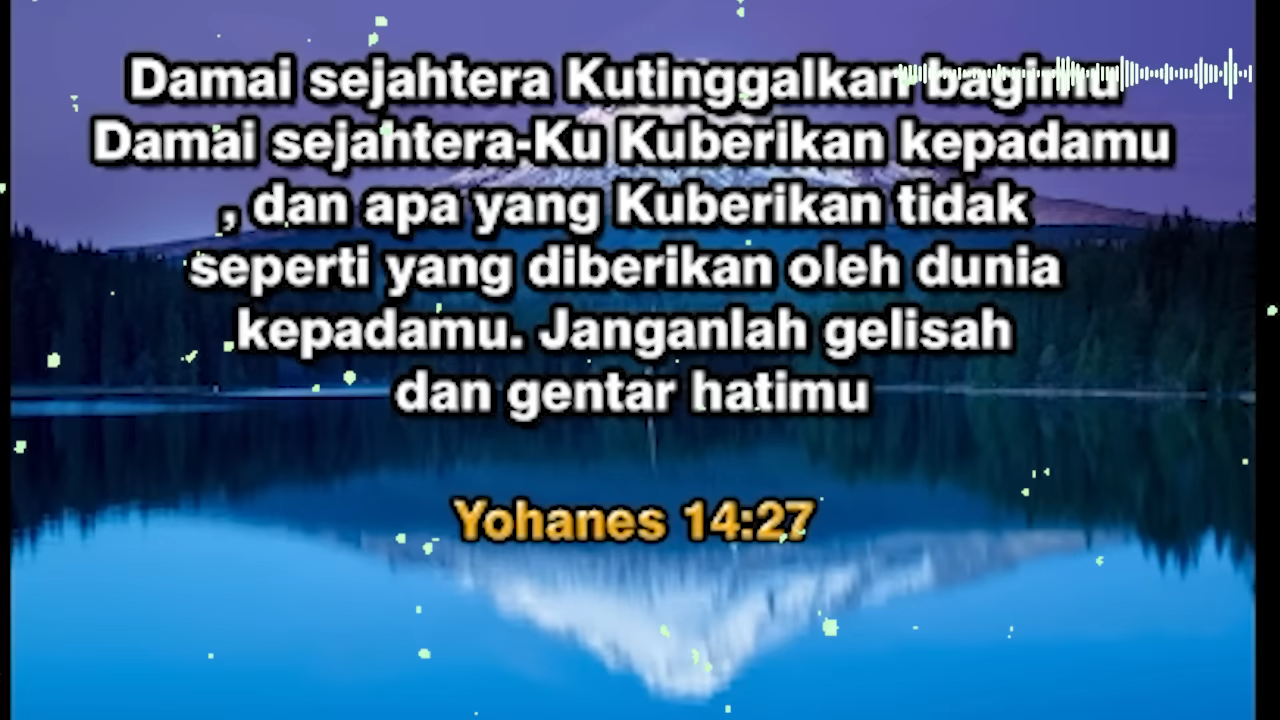 Damai sejahtera Kutinggalkan bagimu
Damai sejahtera-Ku Kuberikan kepadamu
, dan apa yang Kuberikan tidak
seperti yang diberikan oleh dunia
kepadamu. Janganlah gelisah
dan gentar hatimu
Yohanes 14:27